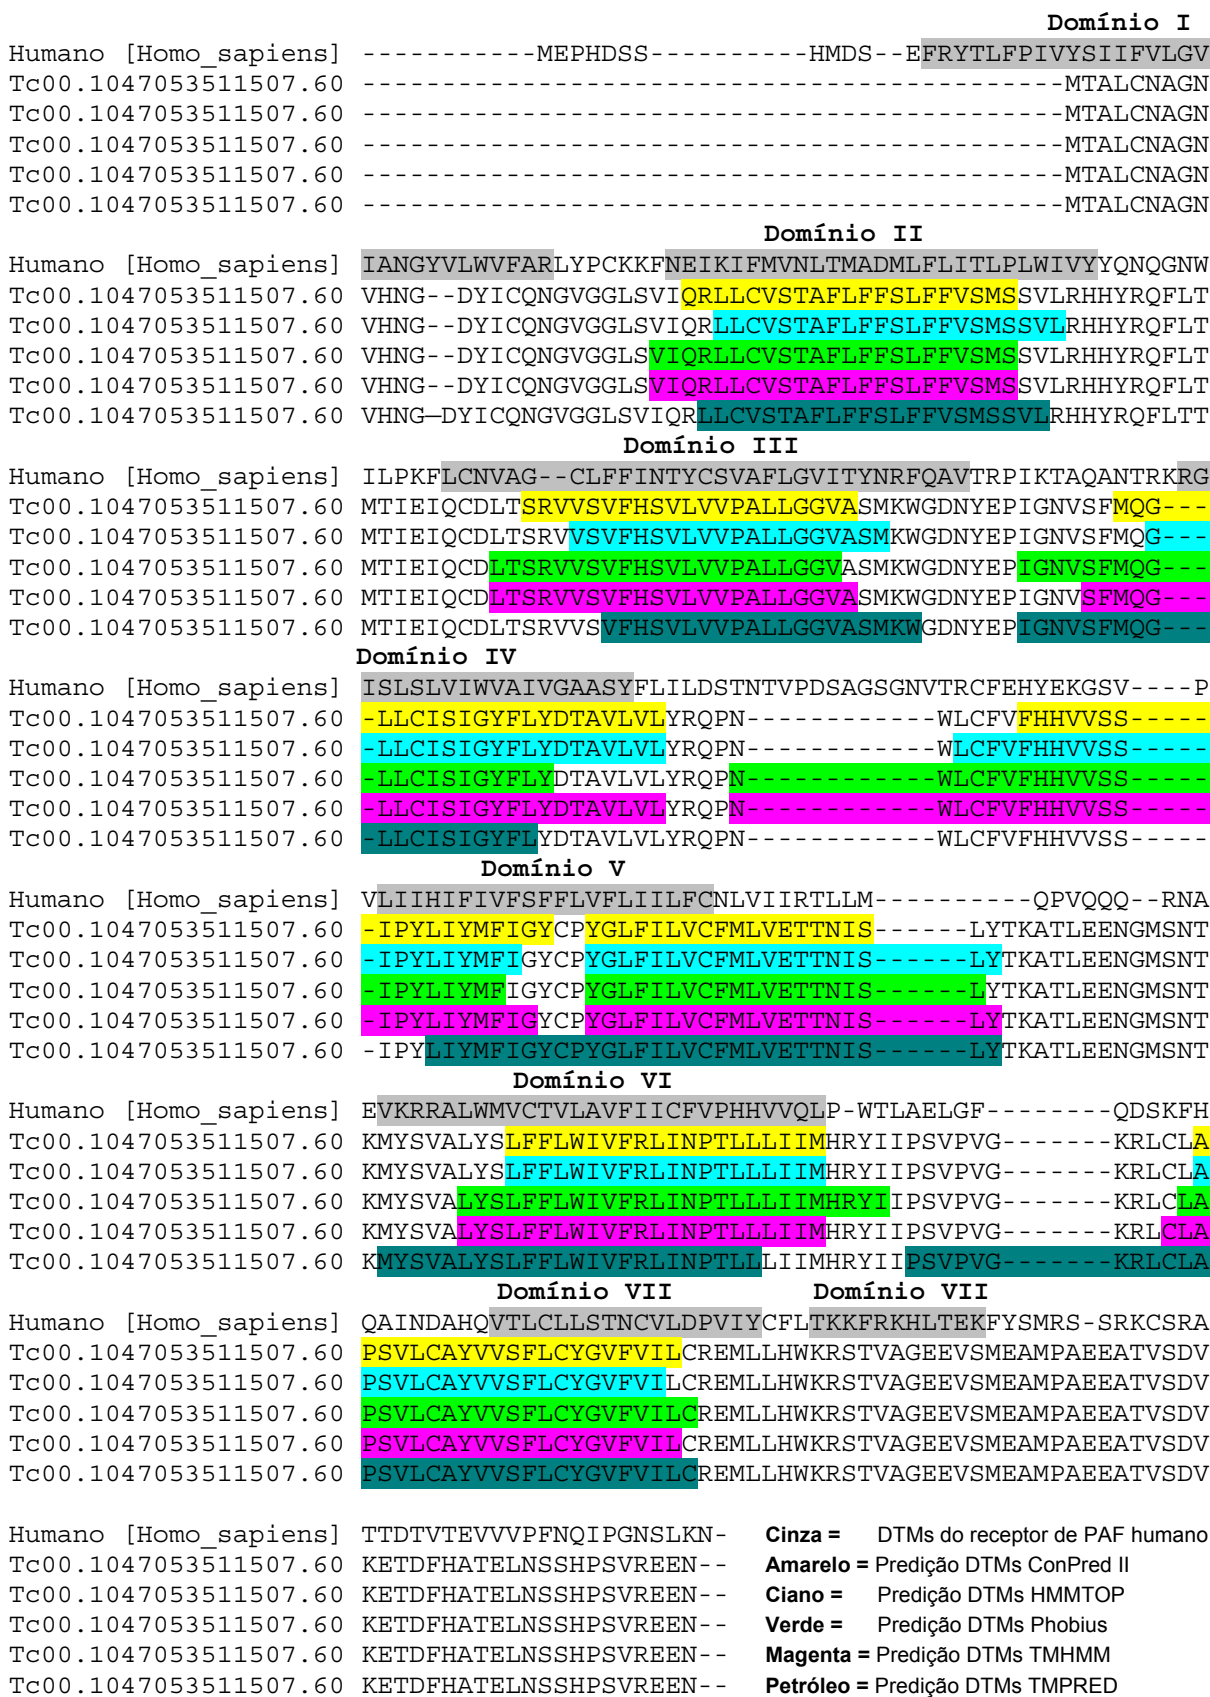 Domínio I
Humano [Homo_sapiens] -----------MEPHDSS----------HMDS--EFRYTLFPIVYSIIFVLGV
Tc00.1047053511507.60 --------------------------------------------MTALCNAGN
Tc00.1047053511507.60 --------------------------------------------MTALCNAGN
Tc00.1047053511507.60 --------------------------------------------MTALCNAGN
Tc00.1047053511507.60 --------------------------------------------MTALCNAGN
Tc00.1047053511507.60 --------------------------------------------MTALCNAGN
Domínio II
Humano [Homo_sapiens] IANGYVLWVFARLYPCKKFNEIKIFMVNLTMADMLFLITLPLWIVYYQNQGNW
Tc00.1047053511507.60 VHNG--DYICQNGVGGLSVIQRLLCVSTAFLFFSLFFVSMSSVLRHHYRQFLT
Tc00.1047053511507.60 VHNG--DYICQNGVGGLSVIQRLLCVSTAFLFFSLFFVSMSSVLRHHYRQFLT
Tc00.1047053511507.60 VHNG--DYICQNGVGGLSVIQRLLCVSTAFLFFSLFFVSMSSVLRHHYRQFLT
Tc00.1047053511507.60 VHNG--DYICQNGVGGLSVIQRLLCVSTAFLFFSLFFVSMSSVLRHHYRQFLT
Tc00.1047053511507.60 VHNG—DYICQNGVGGLSVIQRLLCVSTAFLFFSLFFVSMSSVLRHHYRQFLTT
Domínio III
Humano [Homo_sapiens] ILPKFLCNVAG--CLFFINTYCSVAFLGVITYNRFQAVTRPIKTAQANTRKRG
Tc00.1047053511507.60 MTIEIQCDLTSRVVSVFHSVLVVPALLGGVASMKWGDNYEPIGNVSFMQG---
Tc00.1047053511507.60 MTIEIQCDLTSRVVSVFHSVLVVPALLGGVASMKWGDNYEPIGNVSFMQG---
Tc00.1047053511507.60 MTIEIQCDLTSRVVSVFHSVLVVPALLGGVASMKWGDNYEPIGNVSFMQG---
Tc00.1047053511507.60 MTIEIQCDLTSRVVSVFHSVLVVPALLGGVASMKWGDNYEPIGNVSFMQG---
Tc00.1047053511507.60 MTIEIQCDLTSRVVSVFHSVLVVPALLGGVASMKWGDNYEPIGNVSFMQG---
Domínio IV
Humano [Homo_sapiens] ISLSLVIWVAIVGAASYFLILDSTNTVPDSAGSGNVTRCFEHYEKGSV----P
Tc00.1047053511507.60 -LLCISIGYFLYDTAVLVLYRQPN------------WLCFVFHHVVSS-----
Tc00.1047053511507.60 -LLCISIGYFLYDTAVLVLYRQPN------------WLCFVFHHVVSS-----
Tc00.1047053511507.60 -LLCISIGYFLYDTAVLVLYRQPN------------WLCFVFHHVVSS-----
Tc00.1047053511507.60 -LLCISIGYFLYDTAVLVLYRQPN------------WLCFVFHHVVSS-----
Tc00.1047053511507.60 -LLCISIGYFLYDTAVLVLYRQPN------------WLCFVFHHVVSS-----
Domínio V
Humano [Homo_sapiens] VLIIHIFIVFSFFLVFLIILFCNLVIIRTLLM----------QPVQQQ--RNA
Tc00.1047053511507.60 -IPYLIYMFIGYCPYGLFILVCFMLVETTNIS------LYTKATLEENGMSNT
Tc00.1047053511507.60 -IPYLIYMFIGYCPYGLFILVCFMLVETTNIS------LYTKATLEENGMSNT
Tc00.1047053511507.60 -IPYLIYMFIGYCPYGLFILVCFMLVETTNIS------LYTKATLEENGMSNT
Tc00.1047053511507.60 -IPYLIYMFIGYCPYGLFILVCFMLVETTNIS------LYTKATLEENGMSNT
Tc00.1047053511507.60 -IPYLIYMFIGYCPYGLFILVCFMLVETTNIS------LYTKATLEENGMSNT
Domínio VI
Humano [Homo_sapiens] EVKRRALWMVCTVLAVFIICFVPHHVVQLP-WTLAELGF--------QDSKFH
Tc00.1047053511507.60 KMYSVALYSLFFLWIVFRLINPTLLLIIMHRYIIPSVPVG-------KRLCLA
Tc00.1047053511507.60 KMYSVALYSLFFLWIVFRLINPTLLLIIMHRYIIPSVPVG-------KRLCLA
Tc00.1047053511507.60 KMYSVALYSLFFLWIVFRLINPTLLLIIMHRYIIPSVPVG-------KRLCLA
Tc00.1047053511507.60 KMYSVALYSLFFLWIVFRLINPTLLLIIMHRYIIPSVPVG-------KRLCLA
Tc00.1047053511507.60 KMYSVALYSLFFLWIVFRLINPTLLLIIMHRYIIPSVPVG-------KRLCLA
Domínio VII Domínio VII
Humano [Homo_sapiens] QAINDAHQVTLCLLSTNCVLDPVIYCFLTKKFRKHLTEKFYSMRS-SRKCSRA
Tc00.1047053511507.60 PSVLCAYVVSFLCYGVFVILCREMLLHWKRSTVAGEEVSMEAMPAEEATVSDV
Tc00.1047053511507.60 PSVLCAYVVSFLCYGVFVILCREMLLHWKRSTVAGEEVSMEAMPAEEATVSDV
Tc00.1047053511507.60 PSVLCAYVVSFLCYGVFVILCREMLLHWKRSTVAGEEVSMEAMPAEEATVSDV
Tc00.1047053511507.60 PSVLCAYVVSFLCYGVFVILCREMLLHWKRSTVAGEEVSMEAMPAEEATVSDV
Tc00.1047053511507.60 PSVLCAYVVSFLCYGVFVILCREMLLHWKRSTVAGEEVSMEAMPAEEATVSDV
Humano [Homo_sapiens] TTDTVTEVVVPFNQIPGNSLKN- Cinza = DTMs do receptor de PAF humano
Tc00.1047053511507.60 KETDFHATELNSSHPSVREEN-- Amarelo = Predição DTMs ConPred II
Tc00.1047053511507.60 KETDFHATELNSSHPSVREEN-- Ciano = Predição DTMs HMMTOP
Tc00.1047053511507.60 KETDFHATELNSSHPSVREEN-- Verde = Predição DTMs Phobius
Tc00.1047053511507.60 KETDFHATELNSSHPSVREEN-- Magenta = Predição DTMs TMHMM
Tc00.1047053511507.60 KETDFHATELNSSHPSVREEN-- Petróleo = Predição DTMs TMPRED